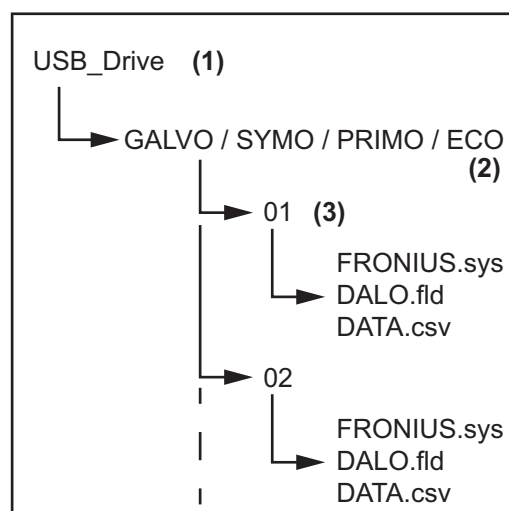 USB_Drive (1)
GALVO / SYMO / PRIMO / ECO
(2)
01 (3)
FRONIUS.sys
DALO.fld
DATA.csv
02
FRONIUS.sys
DALO.fld
DATA.csv